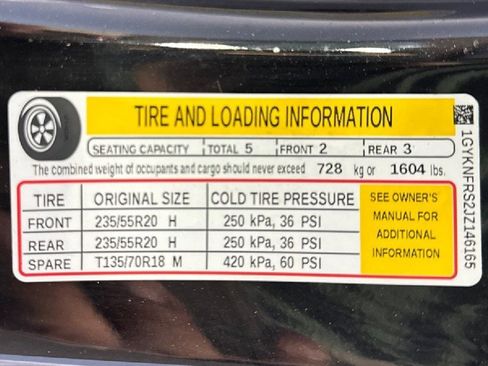 TIRE AND LOADING INFORMATION
SEATING CAPACITY TOTAL 5 FRONT 2 REAR 3
The combined weight of occupants and cargo should never exceed 728 kg or 1604 lbs.
TIRE ORIGINAL SIZE COLD TIRE PRESSURE
FRONT 235/55R20 H 250 kPa, 36 PSI
REAR 235/55R20 H 250 kPa, 36 PSI
SPARE T135/70R18 M 420 kPa, 60 PSI
SEE OWNER'S
MANUAL FOR
ADDITIONAL
INFORMATION
1GYKNFRS2JZ146165